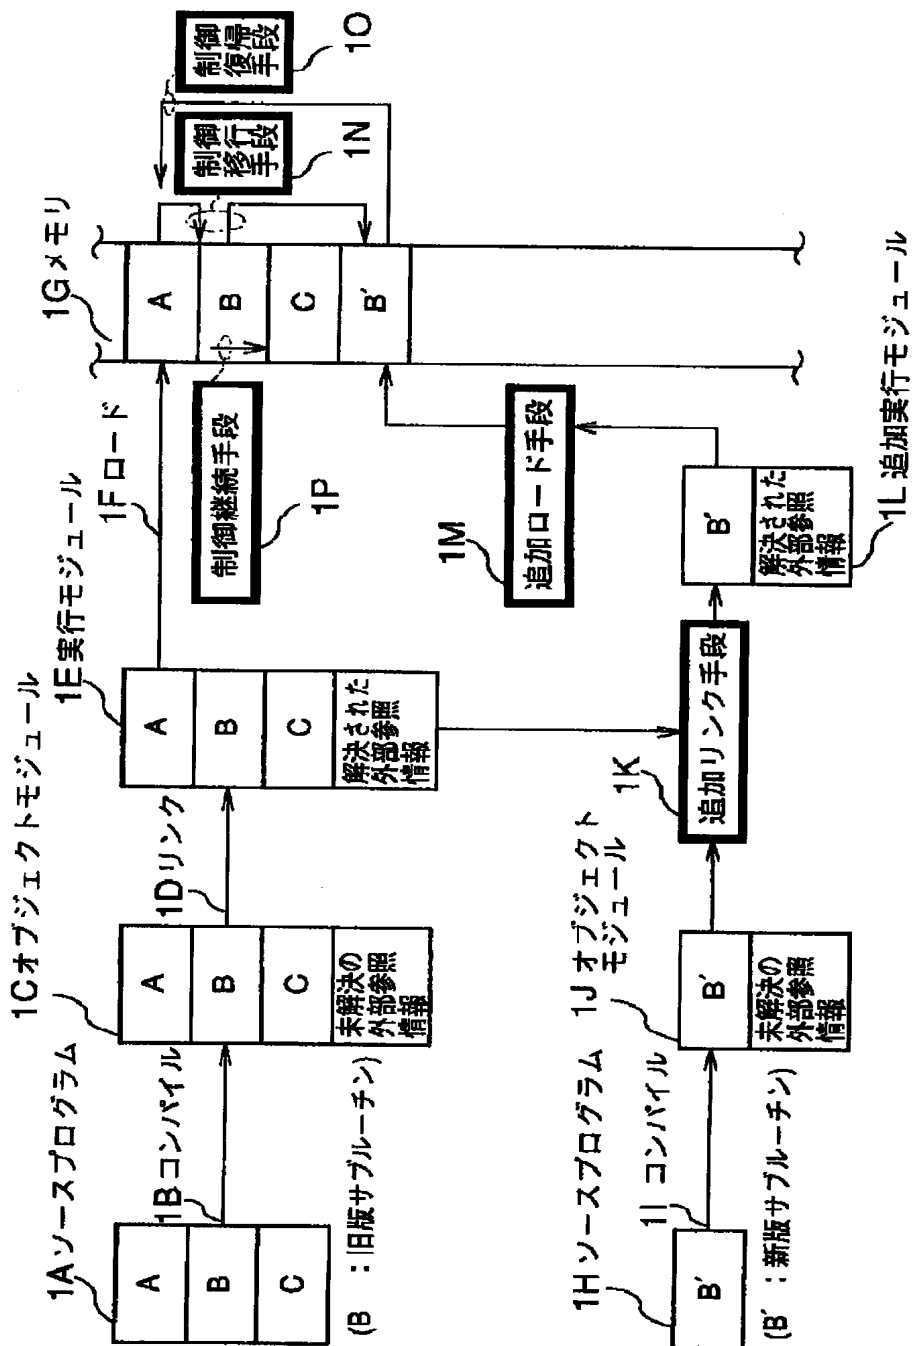 1Aソースプログラム
A
B
C
(B :旧版サブルーチン)
1Bコンパイル
1Cオブジェクトモジュール
A
B
C
未解決の
外部参照
情報
1Dリンク
1E実行モジュール
A
B
C
解決された
外部参照
情報
1Fロード
1Gメモリ
A
B
C
B´
制御継続手段
1P
制御
移行
手段
1N
制御
復帰
手段
1O
1Hソースプログラム
B´
(B´:新版サブルーチン)
1I コンパイル
1Jオブジェクト
モジュール
B´
未解決の
外部参照
情報
1K
追加リンク手段
B´
解決された
外部参照
情報
1L追加実行モジュール
1M
追加ロード手段